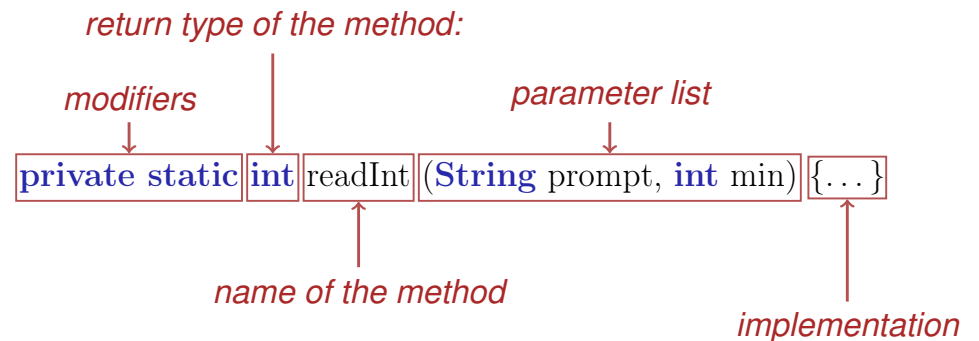 return type of the method:
modifiers
parameter list
private static int readInt (String prompt, int min) {...}
name of the method
implementation